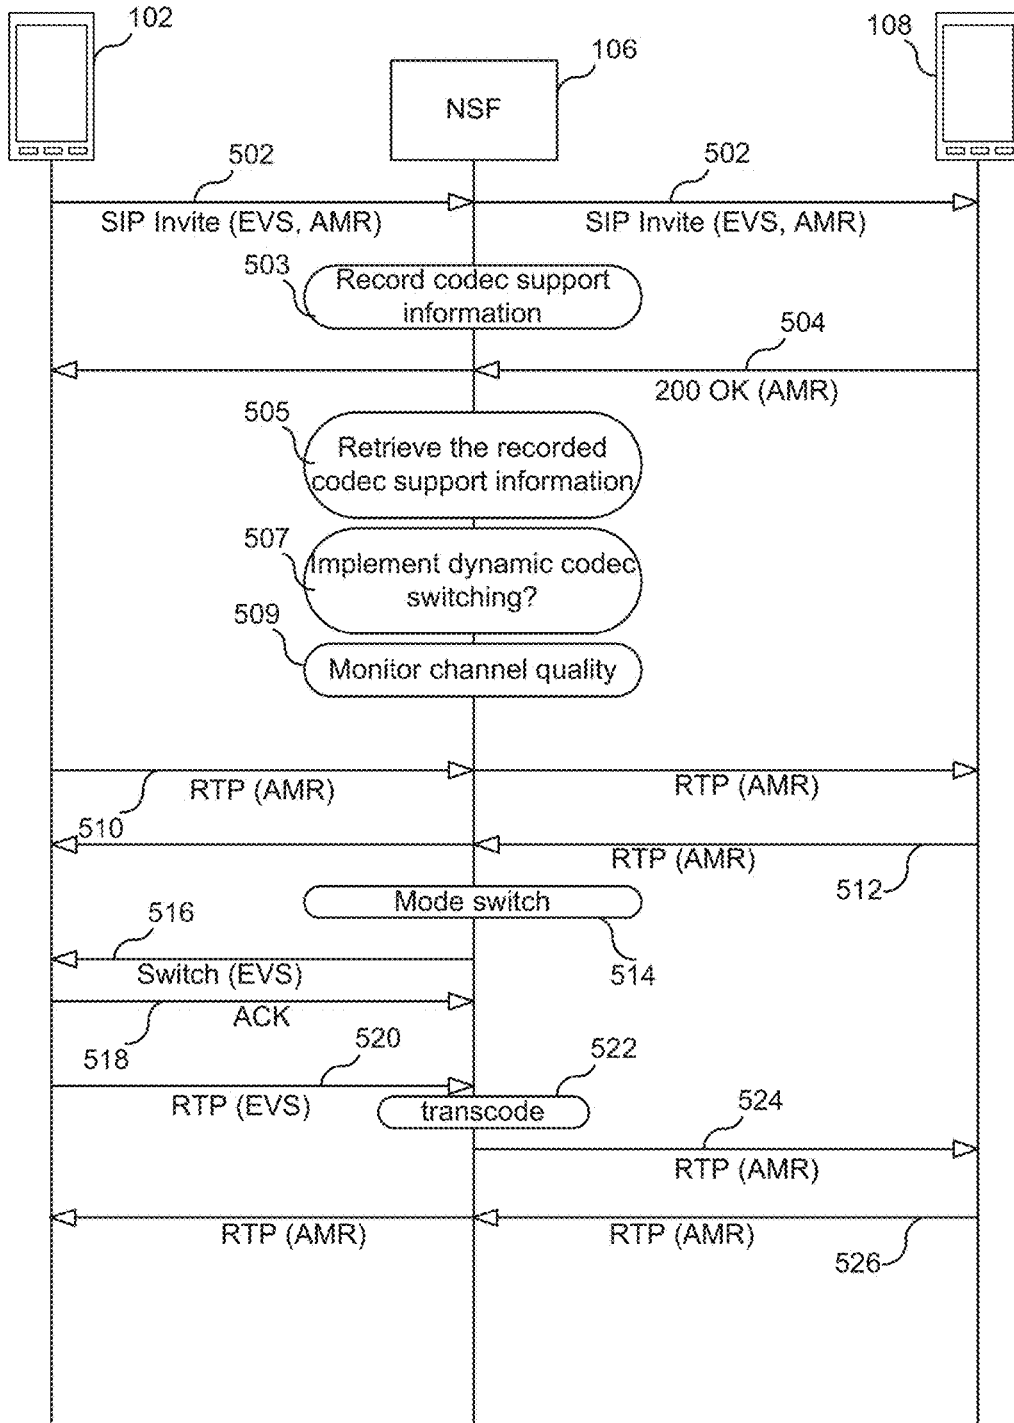 102
106
108
NSF
502
502
SIP Invite (EVS, AMR)
SIP Invite (EVS, AMR)
503
Record codec support
information
504
200 OK (AMR)
505
Retrieve the recorded
codec support information
507
Implement dynamic codec
switching?
509
Monitor channel quality
RTP (AMR)
RTP (AMR)
510
RTP (AMR)
512
Mode switch
516
514
Switch (EVS)
ACK
518
520
522
RTP (EVS)
transcode
524
RTP (AMR)
RTP (AMR)
RTP (AMR)
526